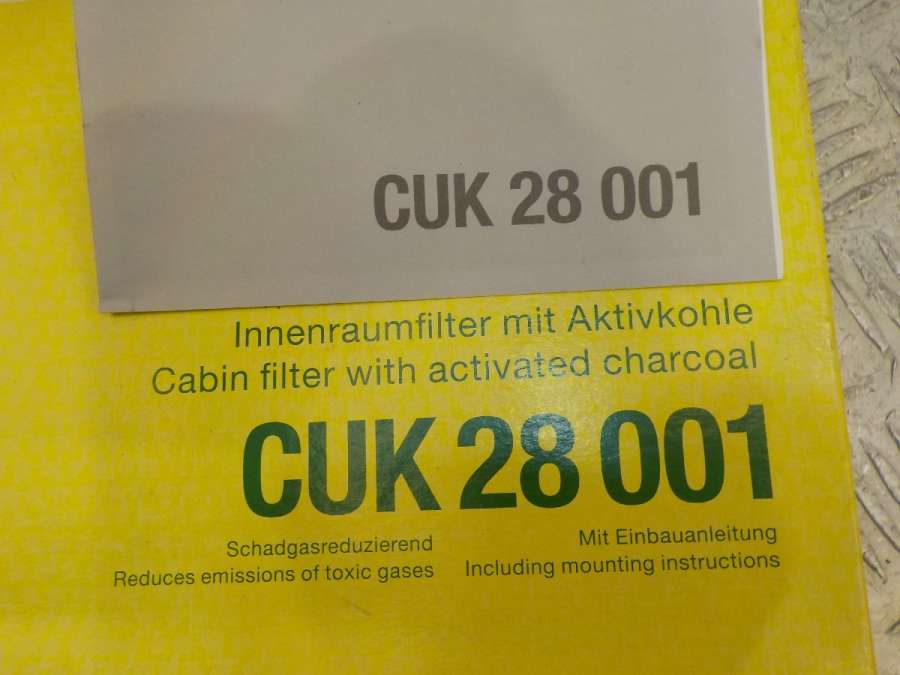 CUK 28 001
Innenraumfilter mit Aktivkohle
Cabin filter with activated charcoal
CUK 28 001
Schadgasreduzierend
Reduces emissions of toxic gases
Mit Einbauanleitung
Including mounting instructions